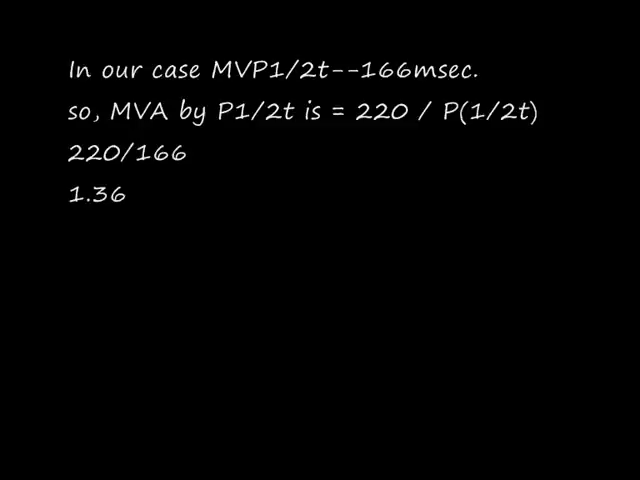 In our case MVP1/2t--166msec.
so, MVA by P1/2t is = 220 / P(1/2t)
220/166
1.36